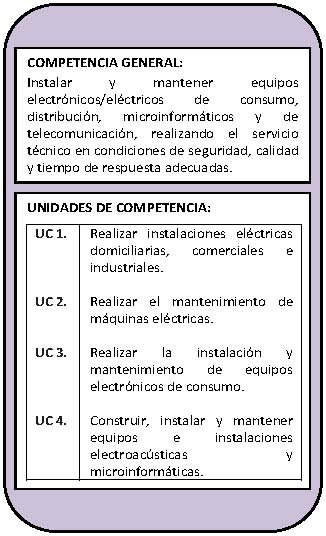 COMPETENCIA GENERAL:
Instalar y mantener equipos
electrónicos/eléctricos de consumo,
distribución, microinformáticos y de
telecomunicación, realizando el servicio
técnico en condiciones de seguridad, calidad
y tiempo de respuesta adecuadas.
UNIDADES DE COMPETENCIA:
UC 1. Realizar instalaciones eléctricas
domiciliarias, comerciales e
industriales.
UC 2. Realizar el mantenimiento de
máquinas eléctricas.
UC 3. Realizar la instalación y
mantenimiento de equipos
electrónicos de consumo.
UC 4. Construir, instalar y mantener
equipos e instalaciones
electroacústicas y
microinformáticas.